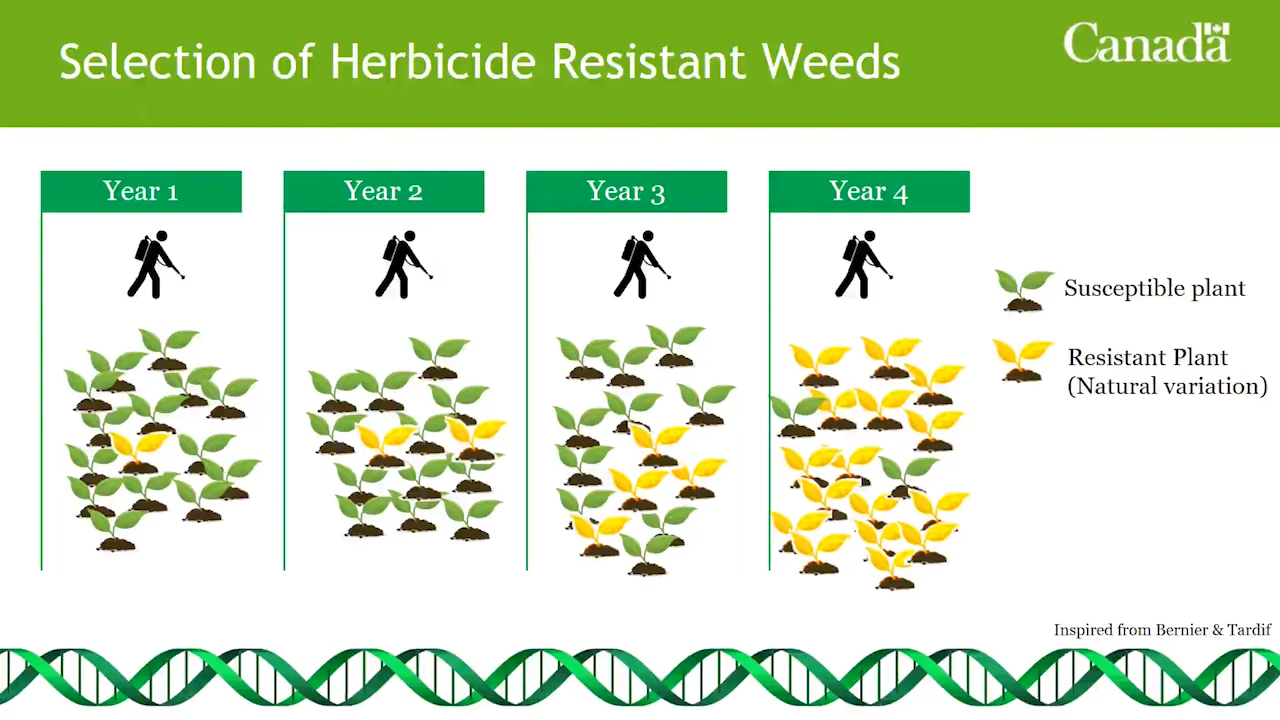 Selection of Herbicide Resistant Weeds
Canada
Year 1
Year 2
Year 3
Year 4
Susceptible plant
Resistant Plant
(Natural variation)
Inspired from Bernier & Tardif